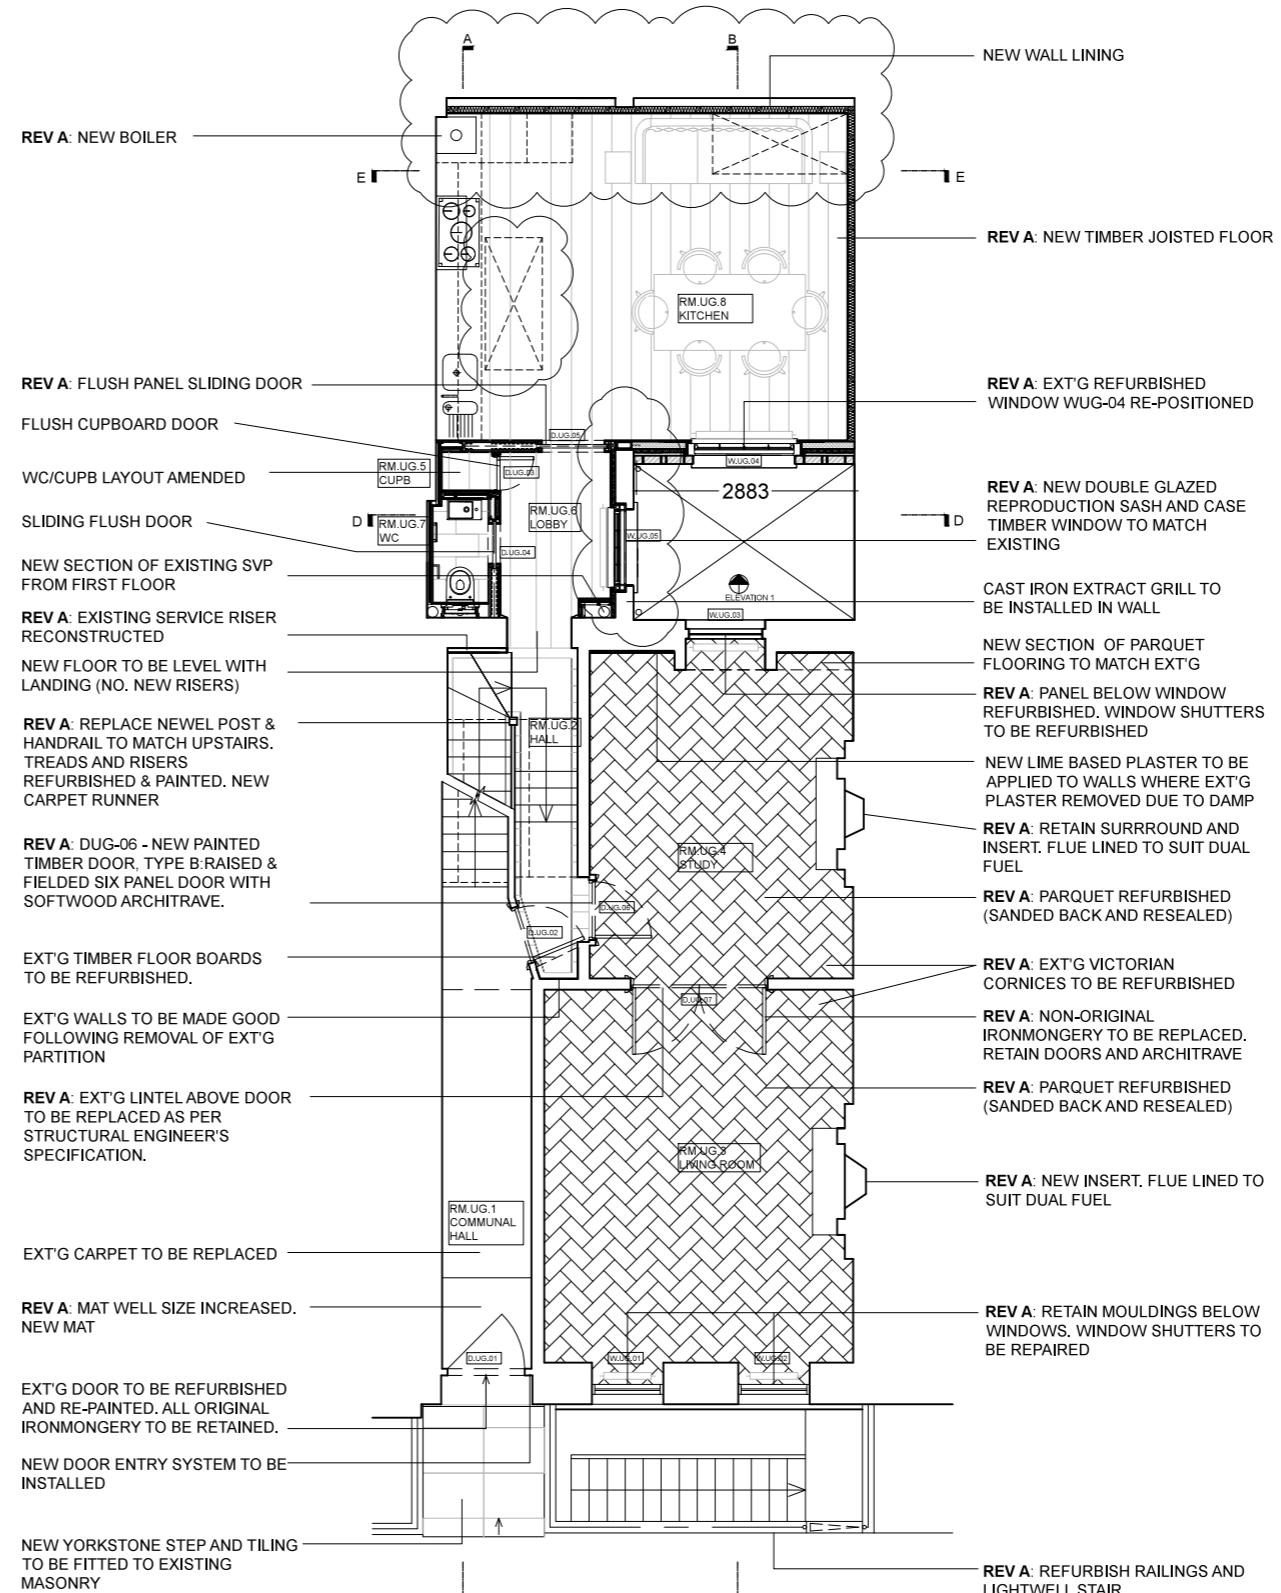 A
B
NEW WALL LINING
REV A: NEW BOILER
E
E
REV A: NEW TIMBER JOISTED FLOOR
RM.UG.8
KITCHEN
REV A: FLUSH PANEL SLIDING DOOR
FLUSH CUPBOARD DOOR
WC/CUPB LAYOUT AMENDED
SLIDING FLUSH DOOR
NEW SECTION OF EXISTING SVP
FROM FIRST FLOOR
REV A: EXISTING SERVICE RISER
RECONSTRUCTED
NEW FLOOR TO BE LEVEL WITH
LANDING (NO. NEW RISERS)
REV A: REPLACE NEWEL POST &
HANDRAIL TO MATCH UPSTAIRS.
TREADS AND RISERS
REFURBISHED & PAINTED. NEW
CARPET RUNNER
REV A: DUG-06 - NEW PAINTED
TIMBER DOOR, TYPE B:RAISED &
FIELDED SIX PANEL DOOR WITH
SOFTWOOD ARCHITRAVE.
EXT'G TIMBER FLOOR BOARDS
TO BE REFURBISHED.
EXT'G WALLS TO BE MADE GOOD
FOLLOWING REMOVAL OF EXT'G
PARTITION
REV A: EXT'G LINTEL ABOVE DOOR
TO BE REPLACED AS PER
STRUCTURAL ENGINEER'S
SPECIFICATION.
EXT'G CARPET TO BE REPLACED
REV A: MAT WELL SIZE INCREASED.
NEW MAT
EXT'G DOOR TO BE REFURBISHED
AND RE-PAINTED. ALL ORIGINAL
IRONMONGERY TO BE RETAINED.
NEW DOOR ENTRY SYSTEM TO BE
INSTALLED
NEW YORKSTONE STEP AND TILING
TO BE FITTED TO EXISTING
MASONRY
D.UG.05
W.UG.04
RM.UG.5
CUPB
D.UG.03
2883
D
RM.UG.7
WC
RM.UG.6
LOBBY
D
D.UG.04
W.UG.05
ELEVATION 1
W.UG.03
RM.UG.2
HALL
RM.UG.4
STUDY
D.UG.06
D.UG.02
D.UG.07
RM.UG.3
LIVING ROOM
RM.UG.1
COMMUNAL
HALL
D.UG.01
W.UG.01
W.UG.02
REV A: EXT'G REFURBISHED
WINDOW WUG-04 RE-POSITIONED
REV A: NEW DOUBLE GLAZED
REPRODUCTION SASH AND CASE
TIMBER WINDOW TO MATCH
EXISTING
CAST IRON EXTRACT GRILL TO
BE INSTALLED IN WALL
NEW SECTION OF PARQUET
FLOORING TO MATCH EXT'G
REV A: PANEL BELOW WINDOW
REFURBISHED. WINDOW SHUTTERS
TO BE REFURBISHED
NEW LIME BASED PLASTER TO BE
APPLIED TO WALLS WHERE EXT'G
PLASTER REMOVED DUE TO DAMP
REV A: RETAIN SURRROUND AND
INSERT. FLUE LINED TO SUIT DUAL
FUEL
REV A: PARQUET REFURBISHED
(SANDED BACK AND RESEALED)
REV A: EXT'G VICTORIAN
CORNICES TO BE REFURBISHED
REV A: NON-ORIGINAL
IRONMONGERY TO BE REPLACED.
RETAIN DOORS AND ARCHITRAVE
REV A: PARQUET REFURBISHED
(SANDED BACK AND RESEALED)
REV A: NEW INSERT. FLUE LINED TO
SUIT DUAL FUEL
REV A: RETAIN MOULDINGS BELOW
WINDOWS. WINDOW SHUTTERS TO
BE REPAIRED
REV A: REFURBISH RAILINGS AND
LIGHTWELL STAIR